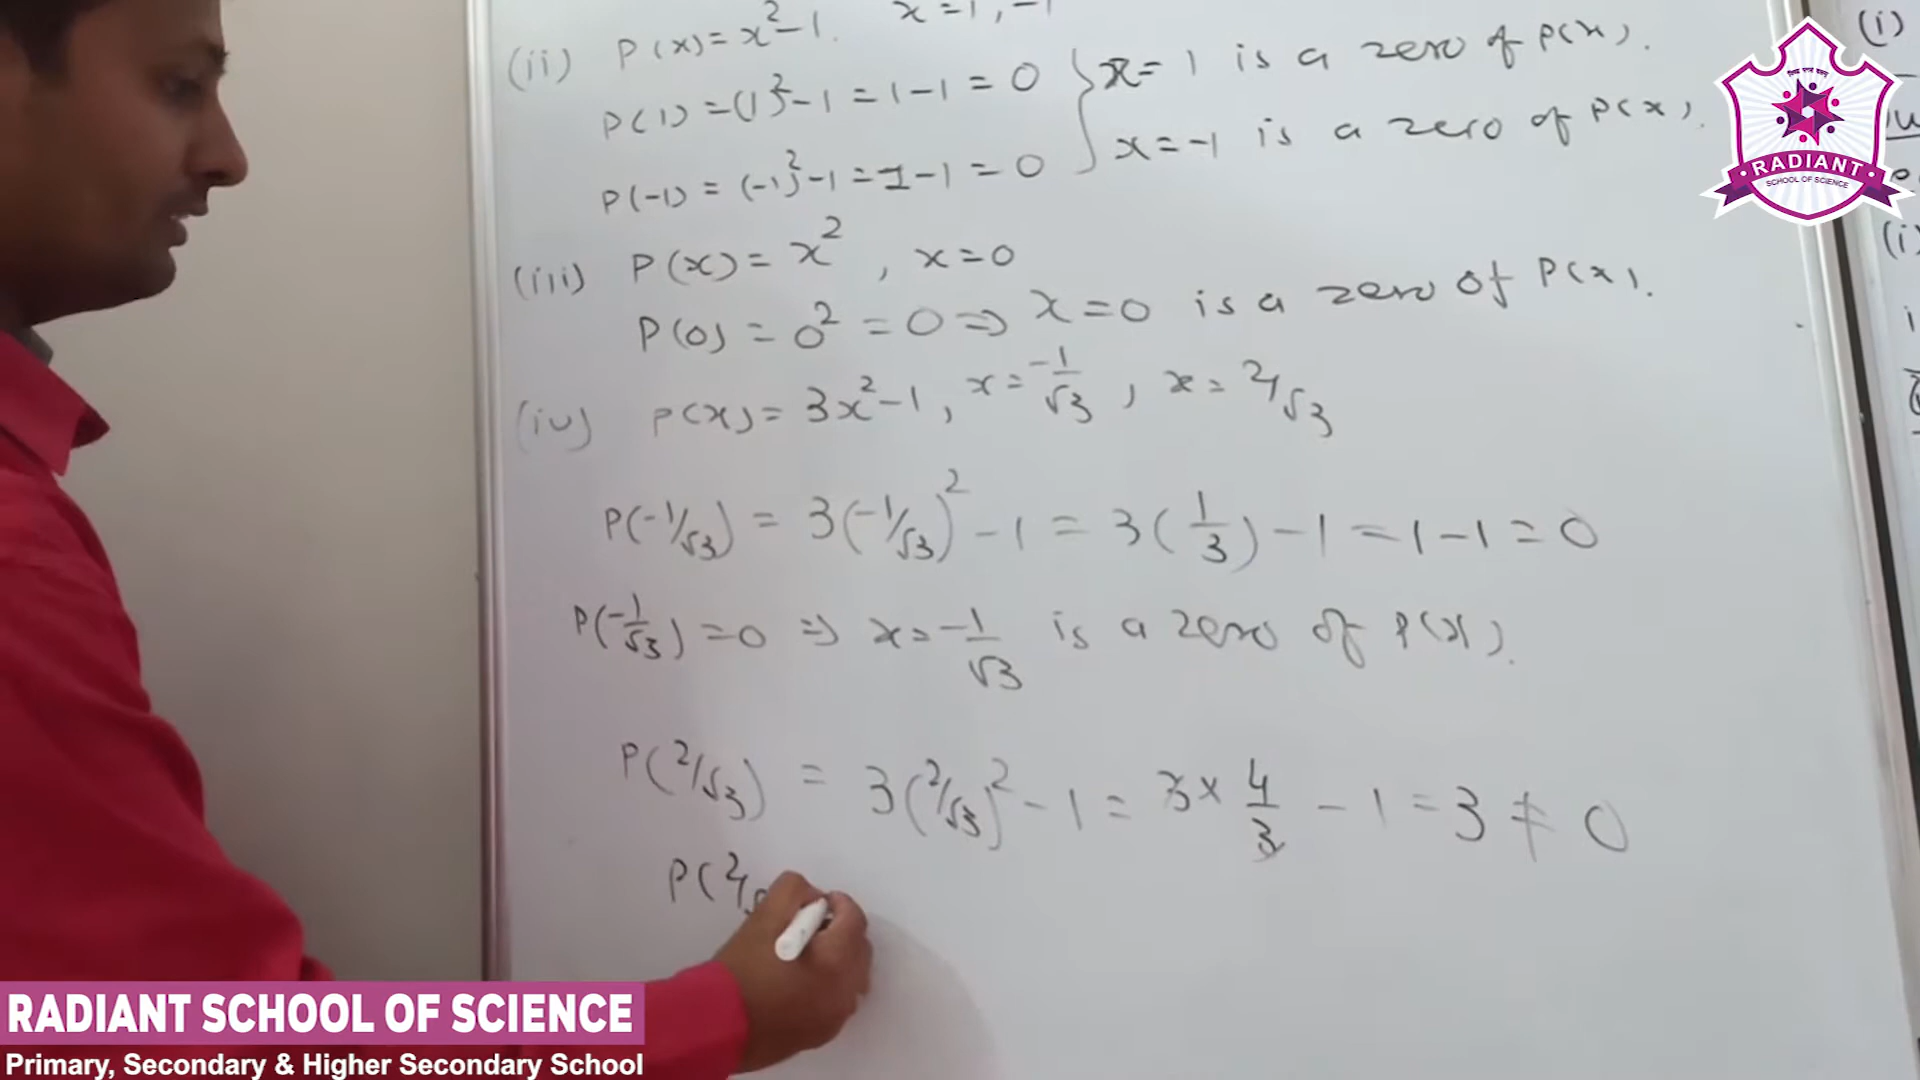 (ii) P(x) = x² - 1. x = 1, -1
P(1) = (1)² - 1 = 1 - 1 = 0 } x = 1 is a zero of P(x).
P(-1) = (-1)² - 1 = 1 - 1 = 0 } x = -1 is a zero of P(x).
(iii) P(x) = x², x = 0
P(0) = 0² = 0 ⇒ x = 0 is a zero of P(x).
(iv) P(x) = 3x² - 1, x = -1/√3, x = 2/√3
P(-1/√3) = 3(-1/√3)² - 1 = 3(1/3) - 1 = 1 - 1 = 0
P(-1/√3) = 0 ⇒ x = -1/√3 is a zero of P(x).
P(2/√3) = 3(2/√3)² - 1 = 3 × 4/3 - 1 = 3 ≠ 0
P(2/
(i)
(i)
RADIANT
SCHOOL OF SCIENCE
RADIANT SCHOOL OF SCIENCE
Primary, Secondary & Higher Secondary School